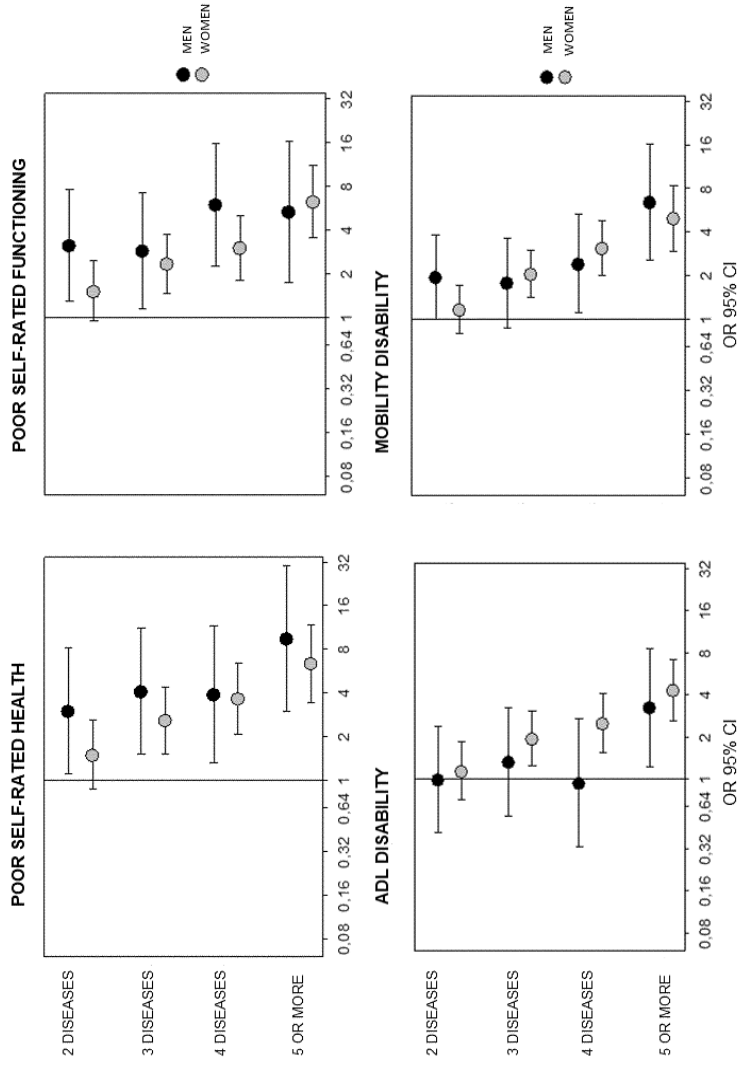 POOR SELF-RATED HEALTH
POOR SELF-RATED FUNCTIONING
2 DISEASES
3 DISEASES
4 DISEASES
5 OR MORE
MEN
WOMEN
0,08 0,16 0,32 0,64 1 2 4 8 16 32
0,08 0,16 0,32 0,64 1 2 4 8 16 32
ADL DISABILITY
MOBILITY DISABILITY
2 DISEASES
3 DISEASES
4 DISEASES
5 OR MORE
MEN
WOMEN
0,08 0,16 0,32 0,64 1 2 4 8 16 32
0,08 0,16 0,32 0,64 1 2 4 8 16 32
OR 95% CI
OR 95% CI